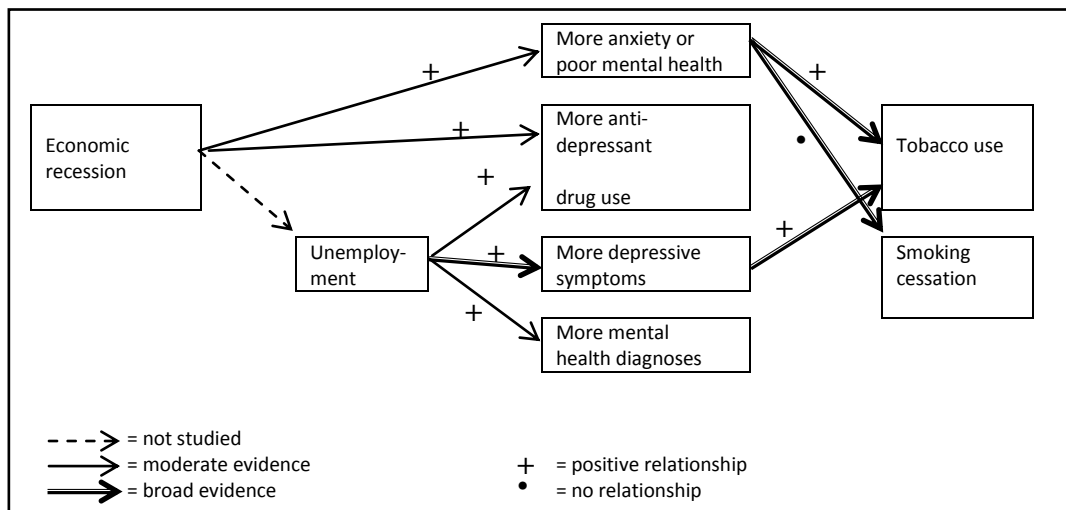 More anxiety or
poor mental health
+
+
Economic
recession
+
More anti-
depressant
drug use
Tobacco use
+
•
+
Unemploy-
ment
+
More depressive
symptoms
+
Smoking
cessation
+
More mental
health diagnoses
= not studied
= moderate evidence
= broad evidence
+ = positive relationship
• = no relationship